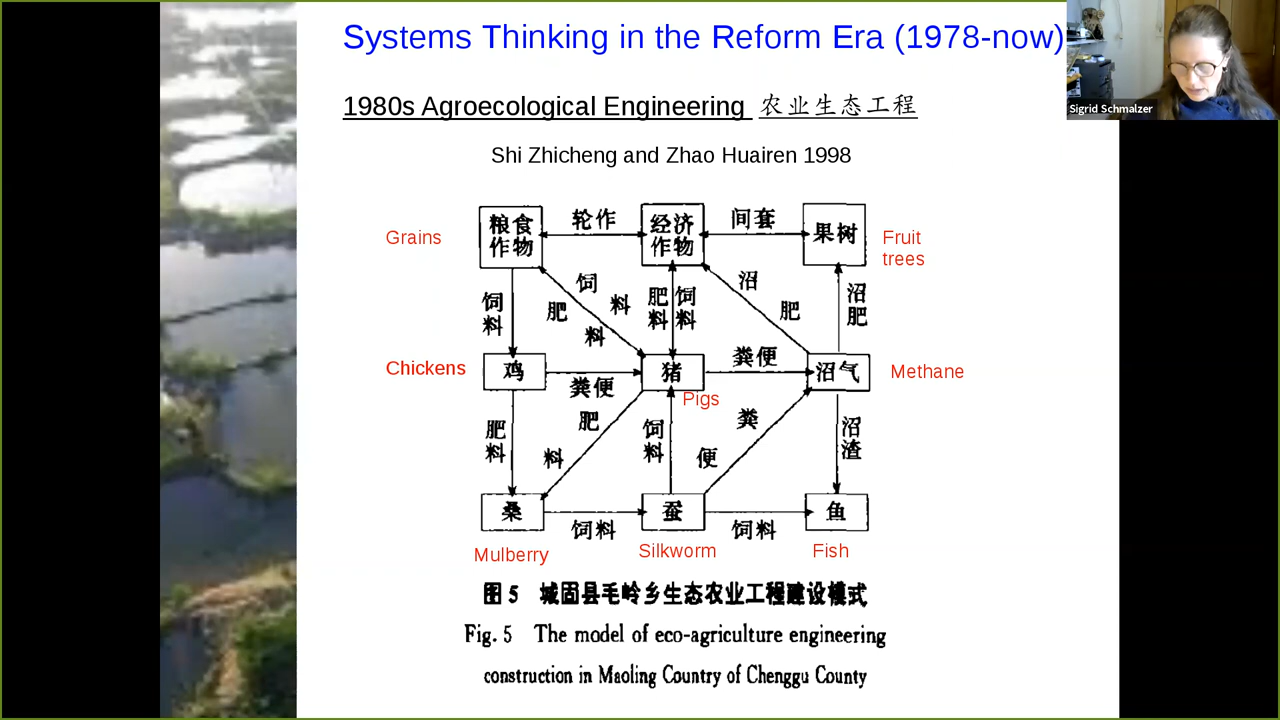 Systems Thinking in the Reform Era (1978-now)
Sigrid Schmalzer
1980s Agroecological Engineering 农业生态工程
Shi Zhicheng and Zhao Huairen 1998
Grains
粮食
作物
轮作
经济
作物
间套
果树
Fruit
trees
饲料
饲料
肥料
肥料
饲料
沼肥
沼肥
Chickens
鸡
粪便
猪
Pigs
粪便
沼气
Methane
肥料
肥料
饲料
粪便
沼渣
桑
饲料
蚕
饲料
鱼
Mulberry
Silkworm
Fish
图 5 城固县毛岭乡生态农业工程建设模式
Fig. 5 The model of eco-agriculture engineering
construction in Maoling Country of Chenggu County